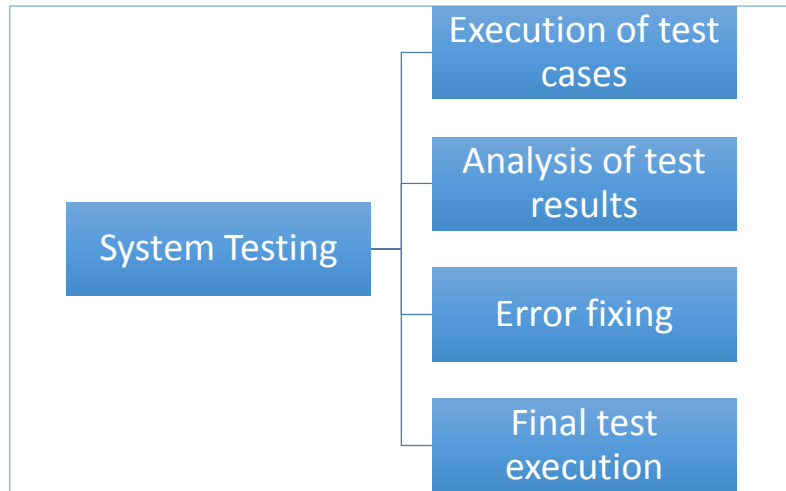 Execution of test
cases
Analysis of test
results
System Testing
Error fixing
Final test
execution